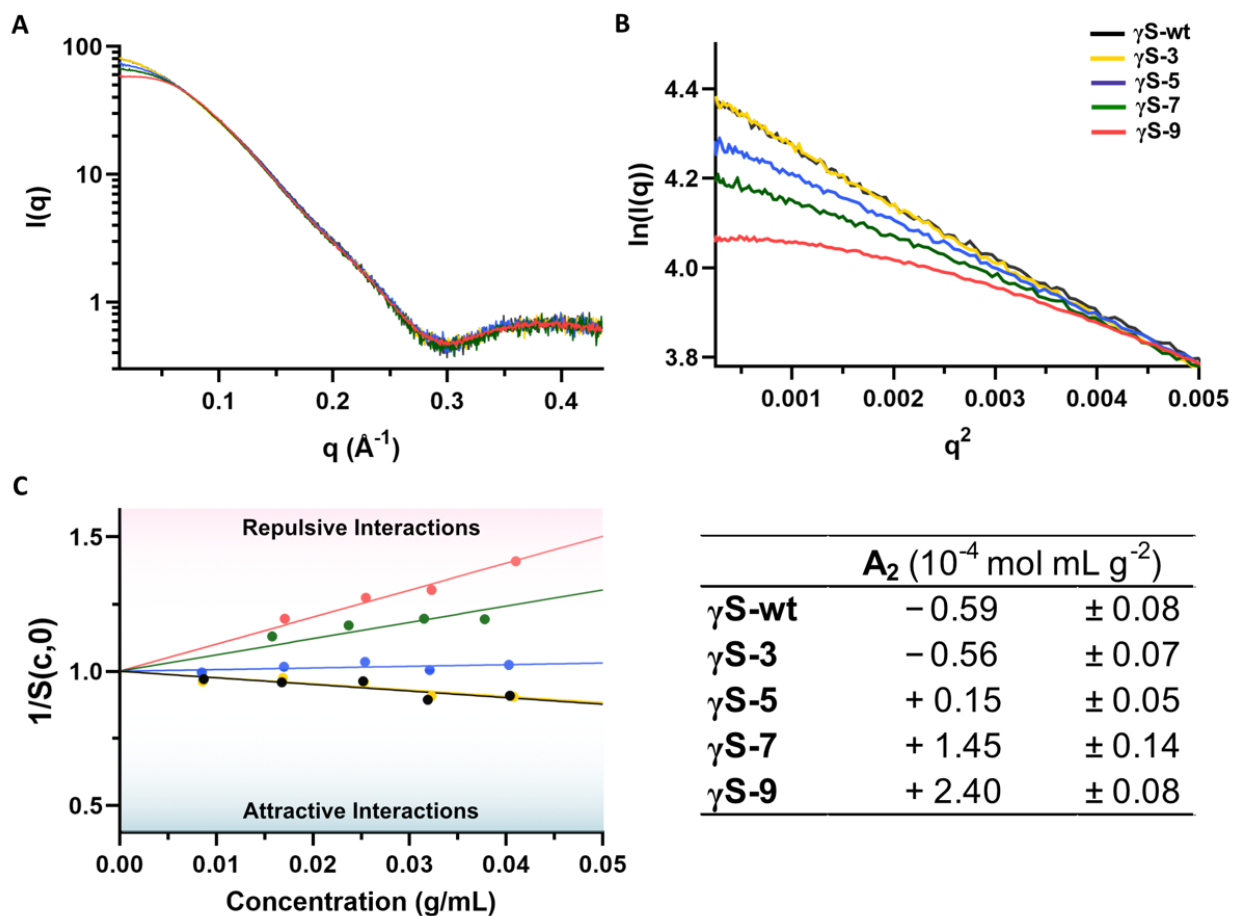 A
100
10
1
I(q)
0.1 0.2 0.3 0.4
q (Å⁻¹)
B
γS-wt
γS-3
γS-5
γS-7
γS-9
4.4
4.2
4.0
3.8
ln(I(q))
0.001 0.002 0.003 0.004 0.005
q²
C
Repulsive Interactions
1.5
1.0
0.5
1/S(c,0)
Attractive Interactions
0.00 0.01 0.02 0.03 0.04 0.05
Concentration (g/mL)
A₂ (10⁻⁴ mol mL g⁻²)
γS-wt − 0.59 ± 0.08
γS-3 − 0.56 ± 0.07
γS-5 + 0.15 ± 0.05
γS-7 + 1.45 ± 0.14
γS-9 + 2.40 ± 0.08